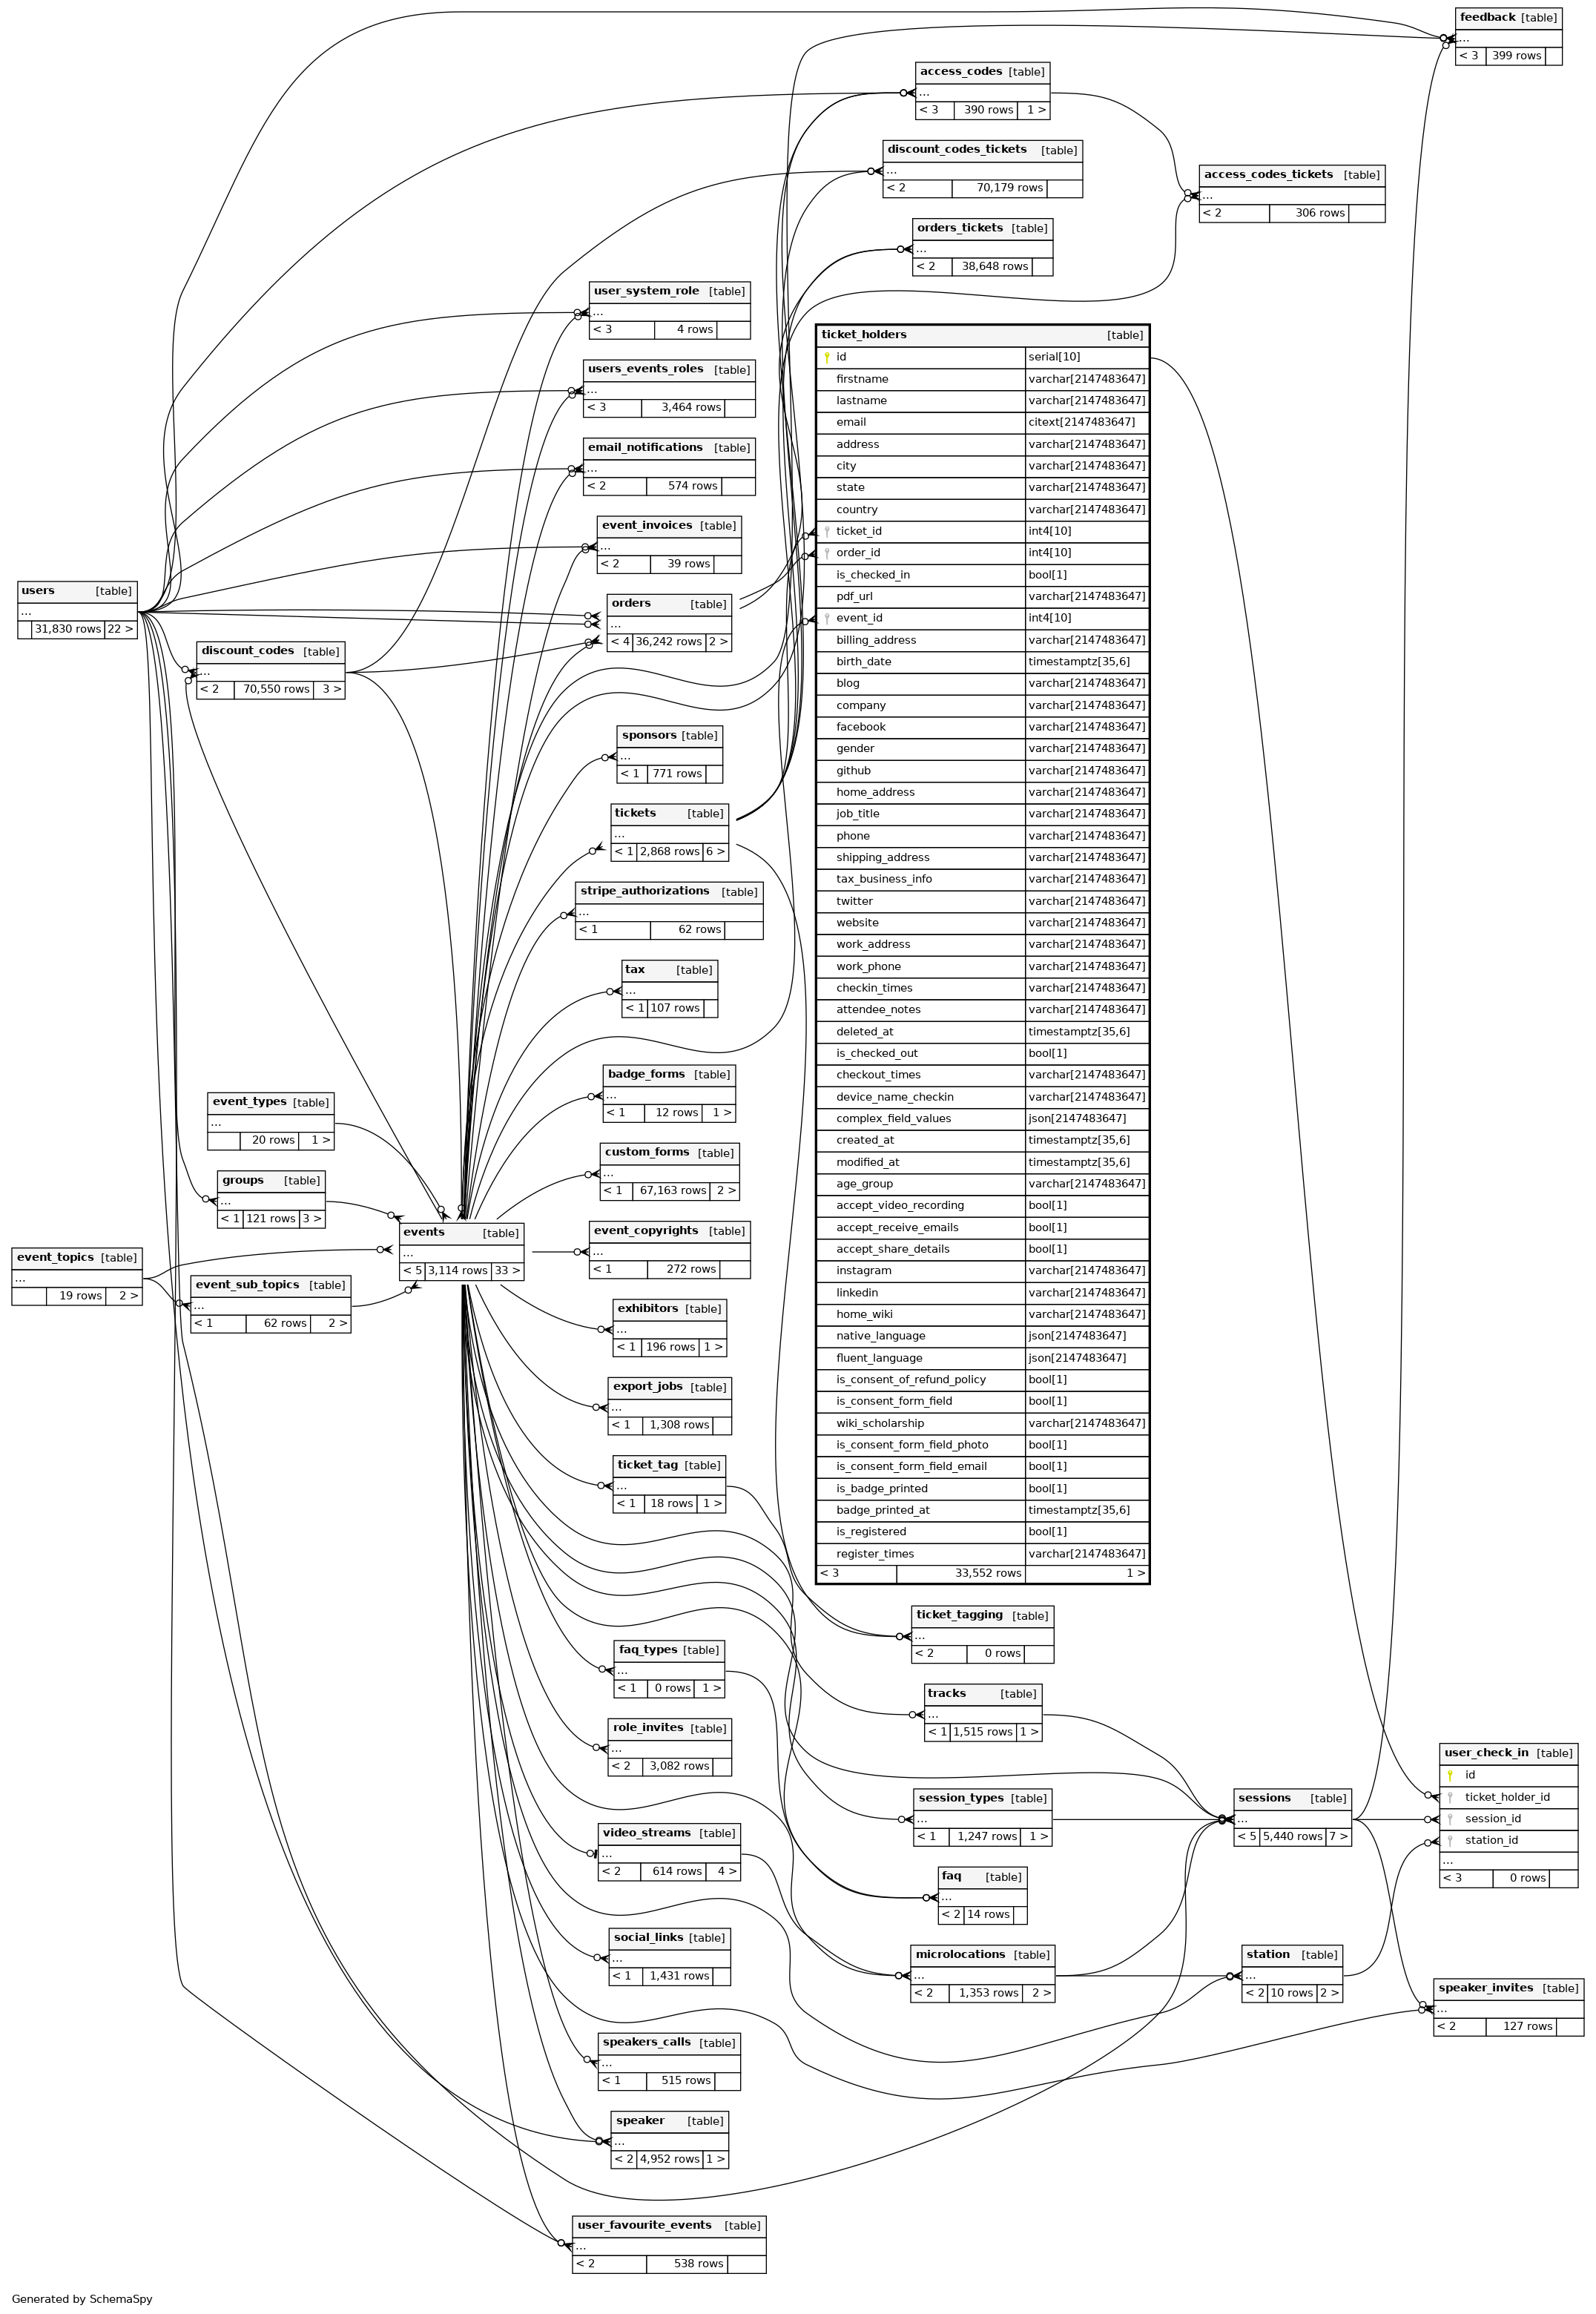 feedback [table]
...
< 3 399 rows
access_codes [table]
...
< 3 390 rows 1 >
discount_codes_tickets [table]
...
< 2 70,179 rows
access_codes_tickets [table]
...
< 2 306 rows
orders_tickets [table]
...
< 2 38,648 rows
user_system_role [table]
...
< 3 4 rows
users_events_roles [table]
...
< 3 3,464 rows
email_notifications [table]
...
< 2 574 rows
event_invoices [table]
...
< 2 39 rows
users [table]
...
31,830 rows 22 >
orders [table]
...
< 4 36,242 rows 2 >
discount_codes [table]
...
< 2 70,550 rows 3 >
sponsors [table]
...
< 1 771 rows
tickets [table]
...
< 1 2,868 rows 6 >
stripe_authorizations [table]
...
< 1 62 rows
tax [table]
...
< 1 107 rows
badge_forms [table]
...
< 1 12 rows 1 >
event_types [table]
...
20 rows 1 >
custom_forms [table]
...
< 1 67,163 rows 2 >
groups [table]
...
< 1 121 rows 3 >
events [table]
...
< 5 3,114 rows 33 >
event_copyrights [table]
...
< 1 272 rows
event_topics [table]
...
19 rows 2 >
event_sub_topics [table]
...
< 1 62 rows 2 >
exhibitors [table]
...
< 1 196 rows 1 >
export_jobs [table]
...
< 1 1,308 rows
ticket_tag [table]
...
< 1 18 rows 1 >
ticket_holders [table]
id serial[10]
firstname varchar[2147483647]
lastname varchar[2147483647]
email citext[2147483647]
address varchar[2147483647]
city varchar[2147483647]
state varchar[2147483647]
country varchar[2147483647]
ticket_id int4[10]
order_id int4[10]
is_checked_in bool[1]
pdf_url varchar[2147483647]
event_id int4[10]
billing_address varchar[2147483647]
birth_date timestamptz[35,6]
blog varchar[2147483647]
company varchar[2147483647]
facebook varchar[2147483647]
gender varchar[2147483647]
github varchar[2147483647]
home_address varchar[2147483647]
job_title varchar[2147483647]
phone varchar[2147483647]
shipping_address varchar[2147483647]
tax_business_info varchar[2147483647]
twitter varchar[2147483647]
website varchar[2147483647]
work_address varchar[2147483647]
work_phone varchar[2147483647]
checkin_times varchar[2147483647]
attendee_notes varchar[2147483647]
deleted_at timestamptz[35,6]
is_checked_out bool[1]
checkout_times varchar[2147483647]
device_name_checkin varchar[2147483647]
complex_field_values json[2147483647]
created_at timestamptz[35,6]
modified_at timestamptz[35,6]
age_group varchar[2147483647]
accept_video_recording bool[1]
accept_receive_emails bool[1]
accept_share_details bool[1]
instagram varchar[2147483647]
linkedin varchar[2147483647]
home_wiki varchar[2147483647]
native_language json[2147483647]
fluent_language json[2147483647]
is_consent_of_refund_policy bool[1]
is_consent_form_field bool[1]
wiki_scholarship varchar[2147483647]
is_consent_form_field_photo bool[1]
is_consent_form_field_email bool[1]
is_badge_printed bool[1]
badge_printed_at timestamptz[35,6]
is_registered bool[1]
register_times varchar[2147483647]
< 3 33,552 rows 1 >
ticket_tagging [table]
...
< 2 0 rows
faq_types [table]
...
< 1 0 rows 1 >
tracks [table]
...
< 1 1,515 rows 1 >
role_invites [table]
...
< 2 3,082 rows
user_check_in [table]
id
ticket_holder_id
session_id
station_id
...
< 3 0 rows
session_types [table]
...
< 1 1,247 rows 1 >
sessions [table]
...
< 5 5,440 rows 7 >
video_streams [table]
...
< 2 614 rows 4 >
faq [table]
...
< 2 14 rows
social_links [table]
...
< 1 1,431 rows
microlocations [table]
...
< 2 1,353 rows 2 >
station [table]
...
< 2 10 rows 2 >
speaker_invites [table]
...
< 2 127 rows
speakers_calls [table]
...
< 1 515 rows
speaker [table]
...
< 2 4,952 rows 1 >
user_favourite_events [table]
...
< 2 538 rows
Generated by SchemaSpy